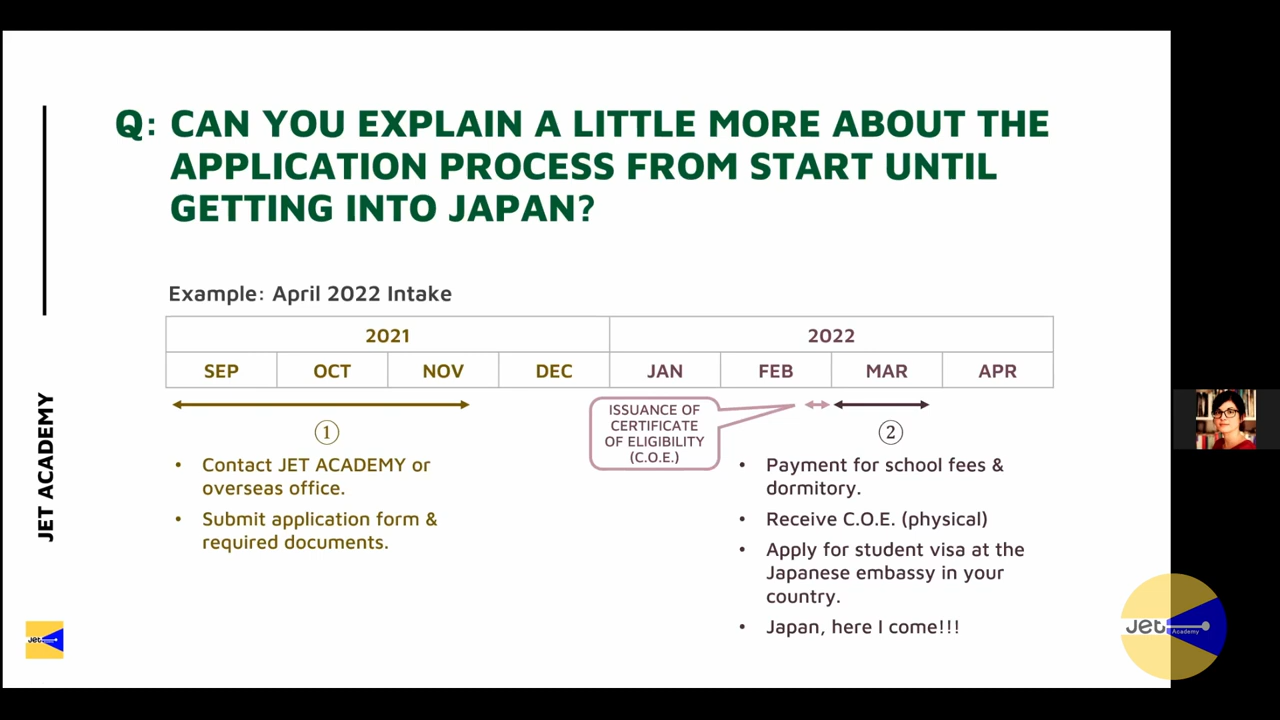 Q: CAN YOU EXPLAIN A LITTLE MORE ABOUT THE
APPLICATION PROCESS FROM START UNTIL
GETTING INTO JAPAN?
Example: April 2022 Intake
2021 2022
SEP OCT NOV DEC JAN FEB MAR APR
①
• Contact JET ACADEMY or
overseas office.
• Submit application form &
required documents.
ISSUANCE OF
CERTIFICATE
OF ELIGIBILITY
(C.O.E.)
②
• Payment for school fees &
dormitory.
• Receive C.O.E. (physical)
• Apply for student visa at the
Japanese embassy in your
country.
• Japan, here I come!!!
JET ACADEMY
Jet
Jet Academy